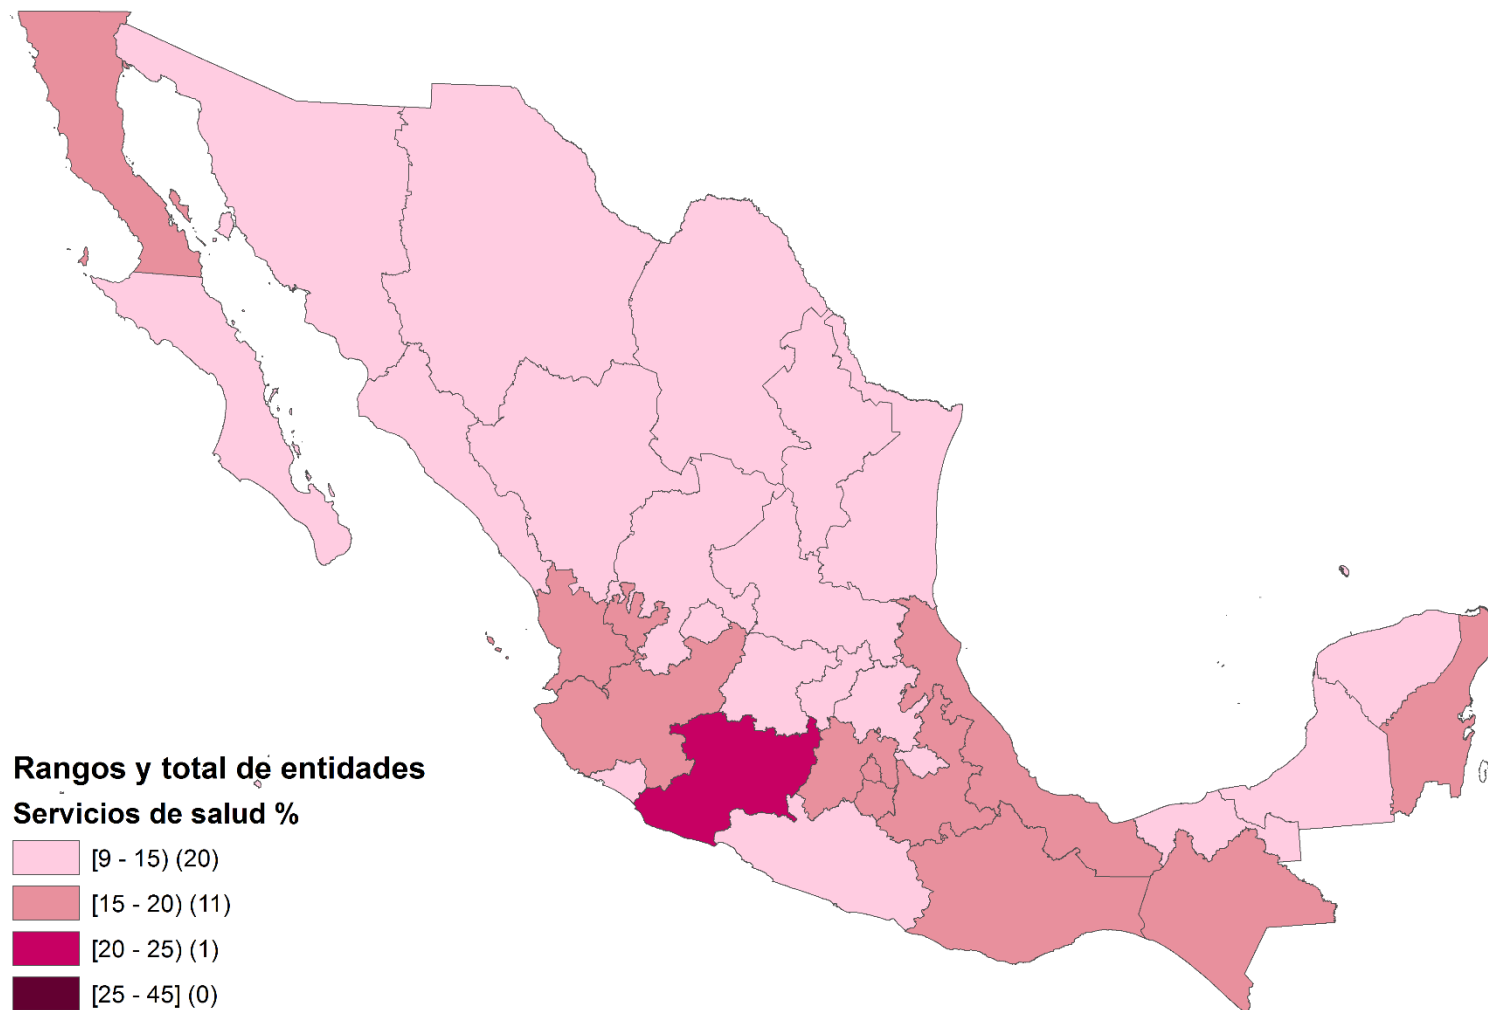 Rangos y total de entidades
Servicios de salud %
[9 - 15) (20)
[15 - 20) (11)
[20 - 25) (1)
[25 - 45] (0)